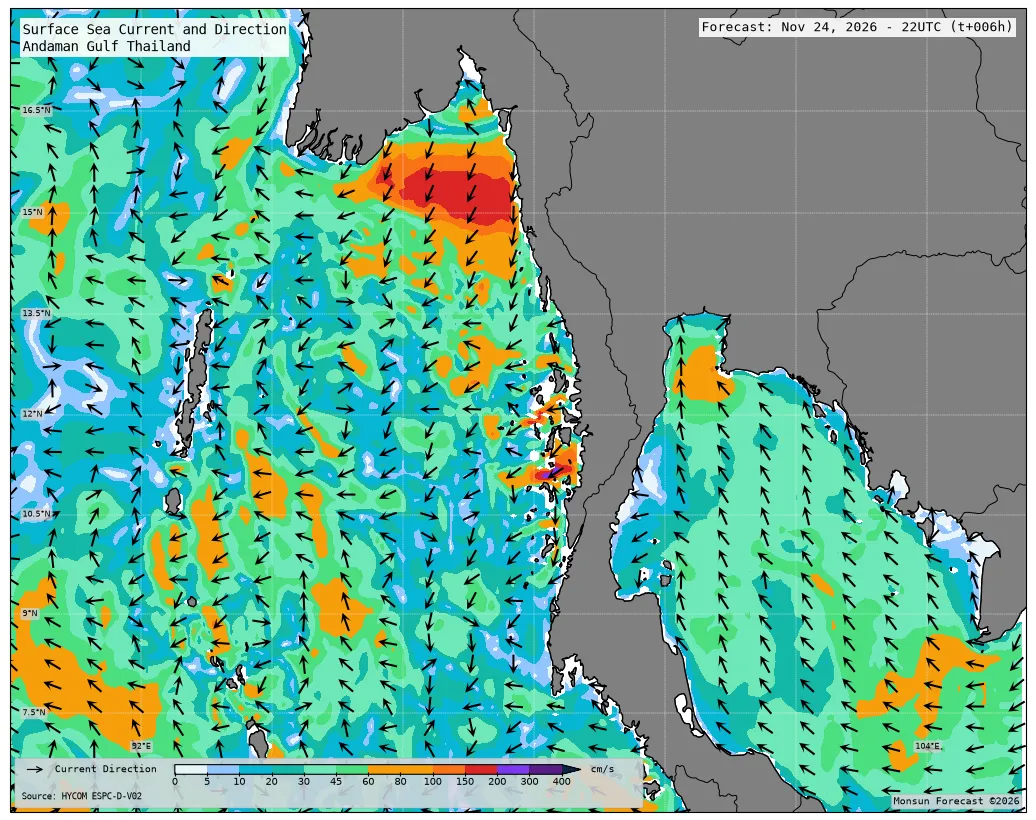 Surface Sea Current and Direction
Andaman Gulf Thailand
Forecast: Nov 24, 2026 - 22UTC (t+006h)
16.5°N
15°N
13.5°N
12°N
10.5°N
9°N
7.5°N
92°E
104°E
Current Direction
0 5 10 20 30 45 60 80 100 150 200 300 400 cm/s
Source: HYCOM ESPC-D-V02
Monsun Forecast ©2026